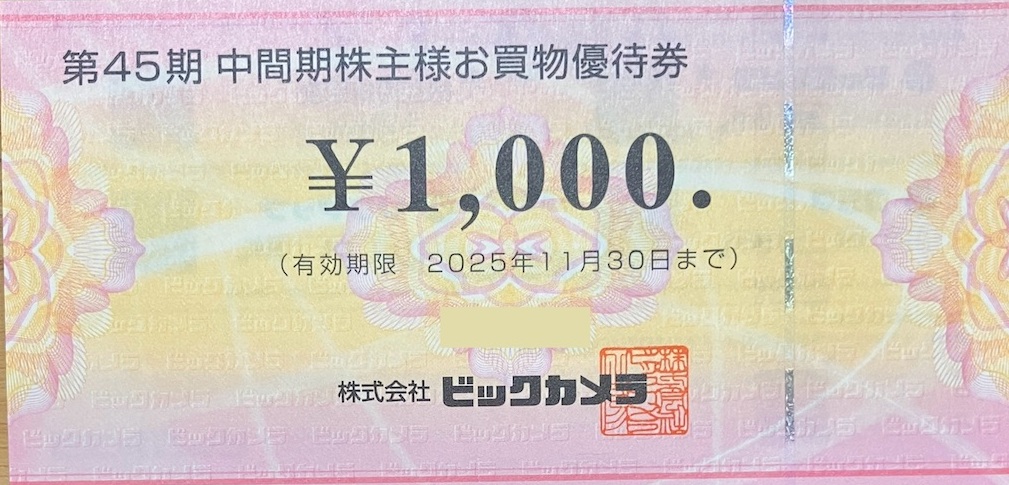 第45期 中間期株主様お買物優待券
¥1,000.
(有効期限 2025年11月30日まで)
株式会社 ビックカメラ